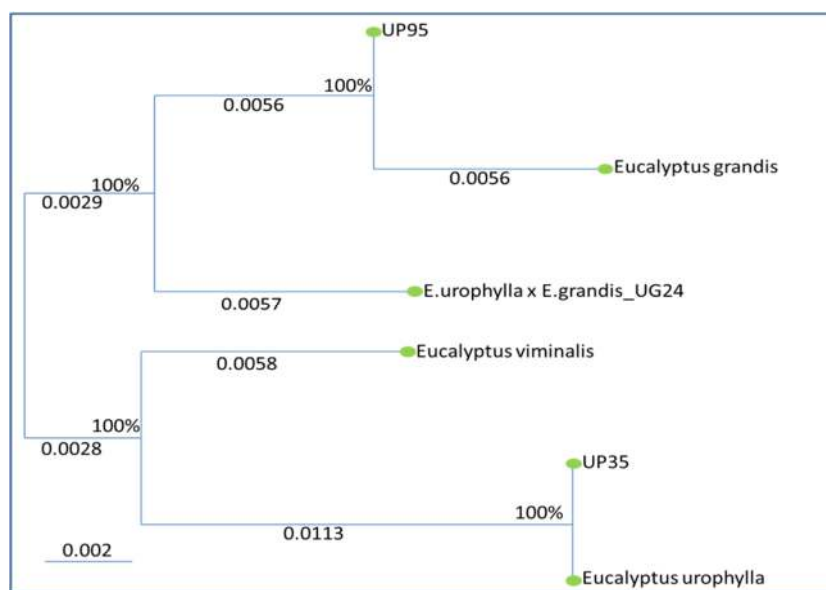 UP95
100%
0.0056
Eucalyptus grandis
0.0056
100%
0.0029
E.urophylla x E.grandis_UG24
0.0057
Eucalyptus viminalis
0.0058
100%
0.0028
UP35
100%
0.0113
0.002
Eucalyptus urophylla